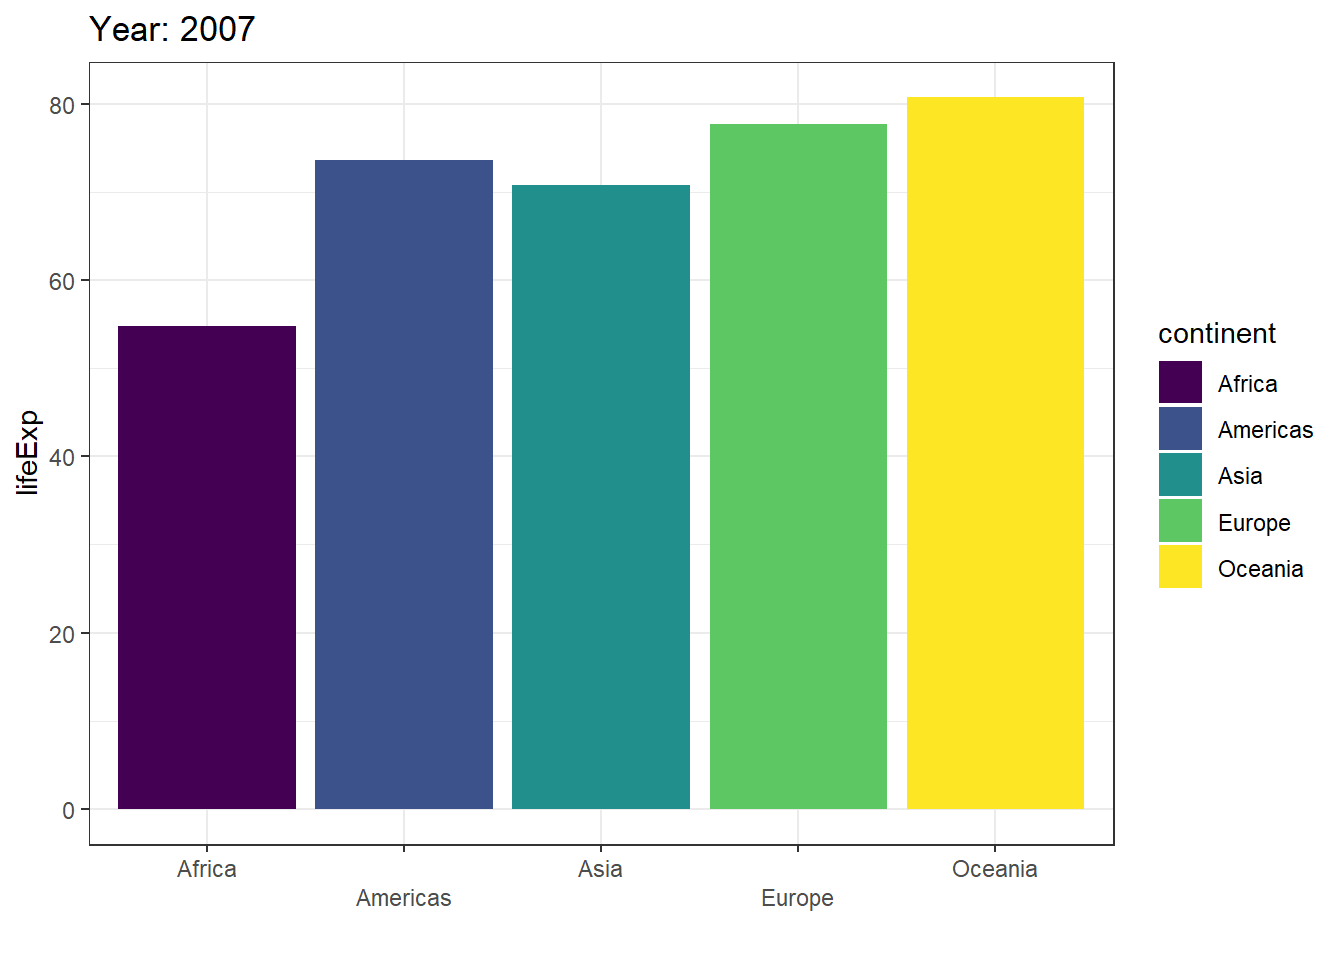 Year: 2007
lifeExp
80
60
40
20
0
Africa
Americas
Asia
Europe
Oceania
continent
Africa
Americas
Asia
Europe
Oceania